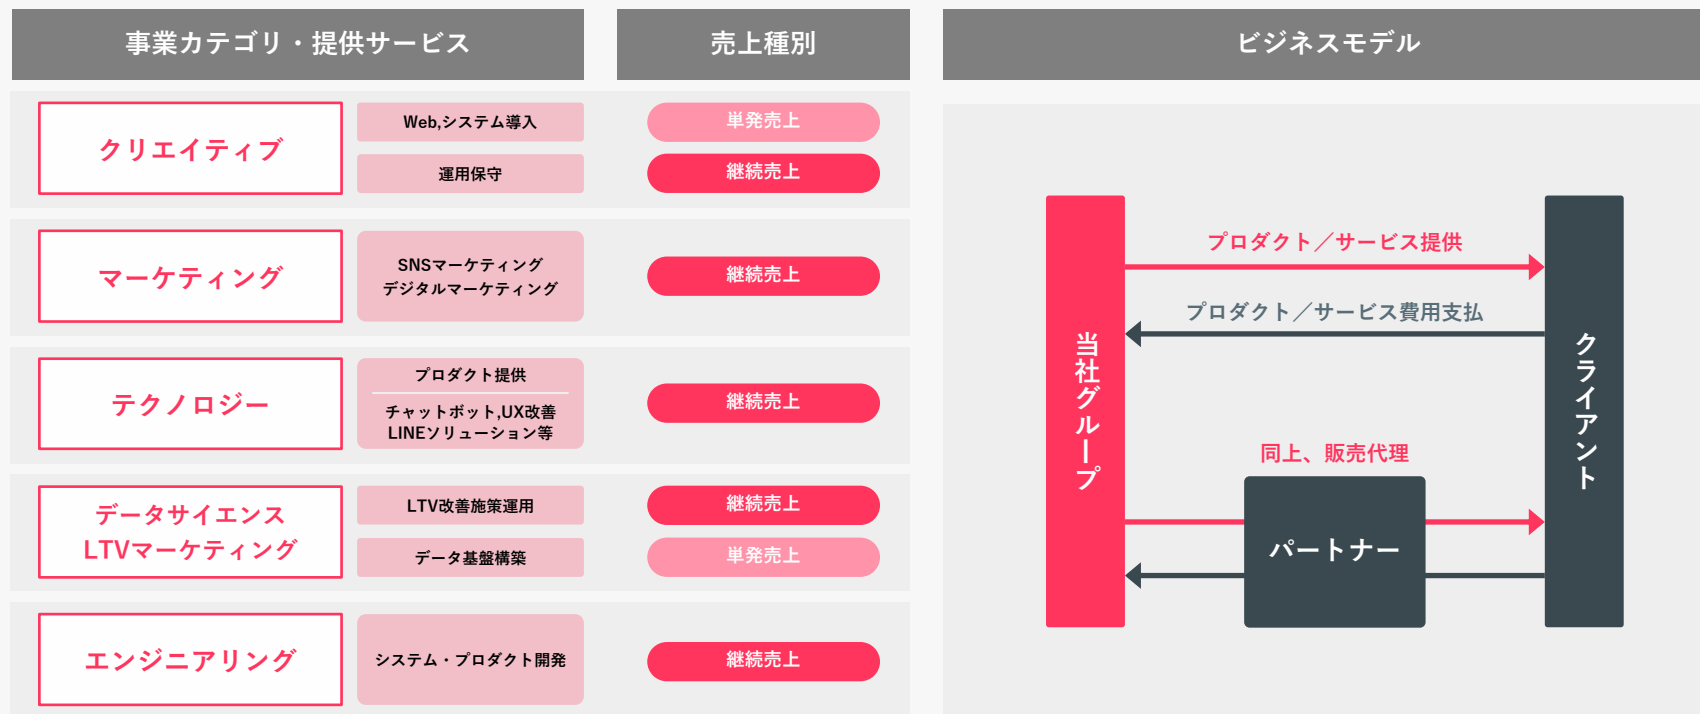 事業カテゴリ・提供サービス
売上種別
ビジネスモデル
クリエイティブ
Web,システム導入
単発売上
運用保守
継続売上
マーケティング
SNSマーケティング
デジタルマーケティング
継続売上
テクノロジー
プロダクト提供
チャットボット,UX改善
LINEソリューション等
継続売上
データサイエンス
LTVマーケティング
LTV改善施策運用
継続売上
データ基盤構築
単発売上
エンジニアリング
システム・プロダクト開発
継続売上
当社グループ
プロダクト／サービス提供
プロダクト／サービス費用支払
同上、販売代理
パートナー
クライアント